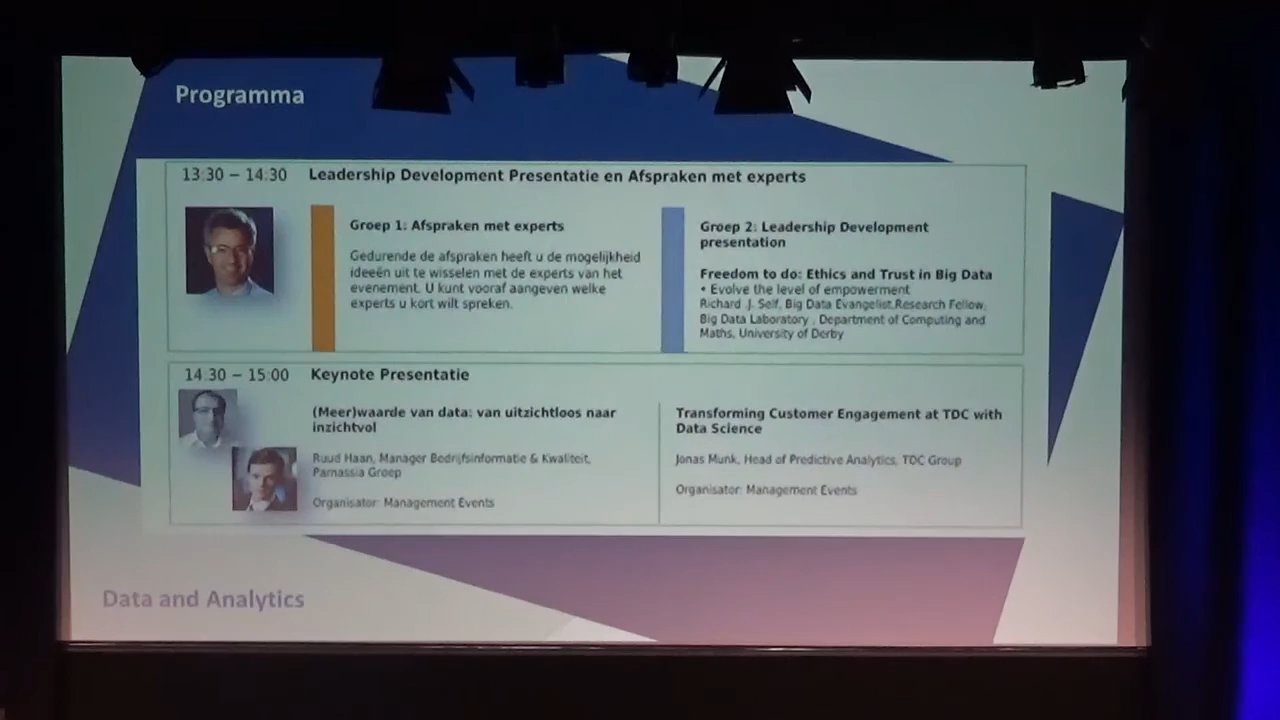 Programma
13:30 – 14:30 Leadership Development Presentatie en Afspraken met experts
Groep 1: Afspraken met experts
Gedurende de afspraken heeft u de mogelijkheid
ideeën uit te wisselen met de experts van het
evenement. U kunt vooraf aangeven welke
experts u kort wilt spreken.
Groep 2: Leadership Development
presentation
Freedom to do: Ethics and Trust in Big Data
• Evolve the level of empowerment
Richard J. Self, Big Data Evangelist,Research Fellow,
Big Data Laboratory , Department of Computing and
Maths, University of Derby
14:30 – 15:00 Keynote Presentatie
(Meer)waarde van data: van uitzichtloos naar
inzichtvol
Ruud Haan, Manager Bedrijfsinformatie & Kwaliteit,
Parnassia Groep
Organisator: Management Events
Transforming Customer Engagement at TDC with
Data Science
Jonas Munk, Head of Predictive Analytics, TDC Group
Organisator: Management Events
Data and Analytics